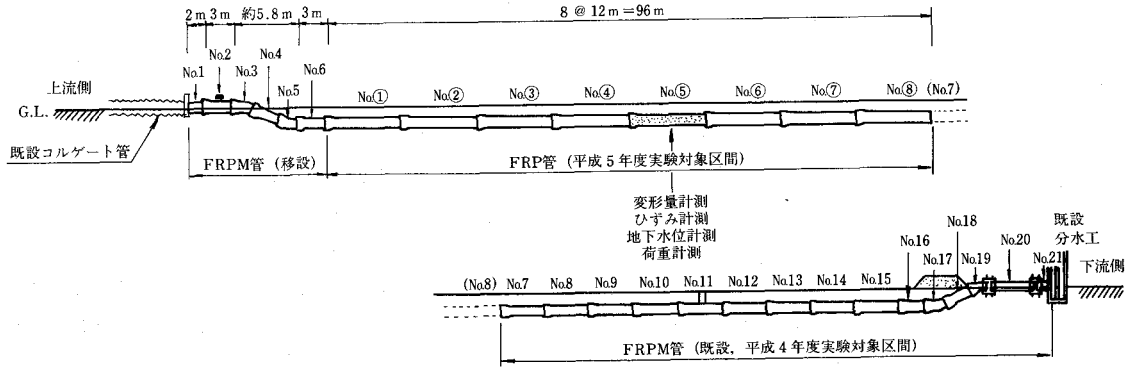 2m 3m 約5.8m 3m 8@12m=96m
No.1 No.2 No.3 No.4 No.5 No.6 No.① No.② No.③ No.④ No.⑤ No.⑥ No.⑦ No.⑧ (No.7)
上流側
G.L.
既設コルゲート管
FRPM管 (移設)
FRP管 (平成5年度実験対象区間)
変形量計測
ひずみ計測
地下水位計測
荷重計測
(No.8) No.7 No.8 No.9 No.10 No.11 No.12 No.13 No.14 No.15 No.16 No.17 No.18 No.19 No.20 No.21
既設
分水工
下流側
FRPM管 (既設, 平成4年度実験対象区間)